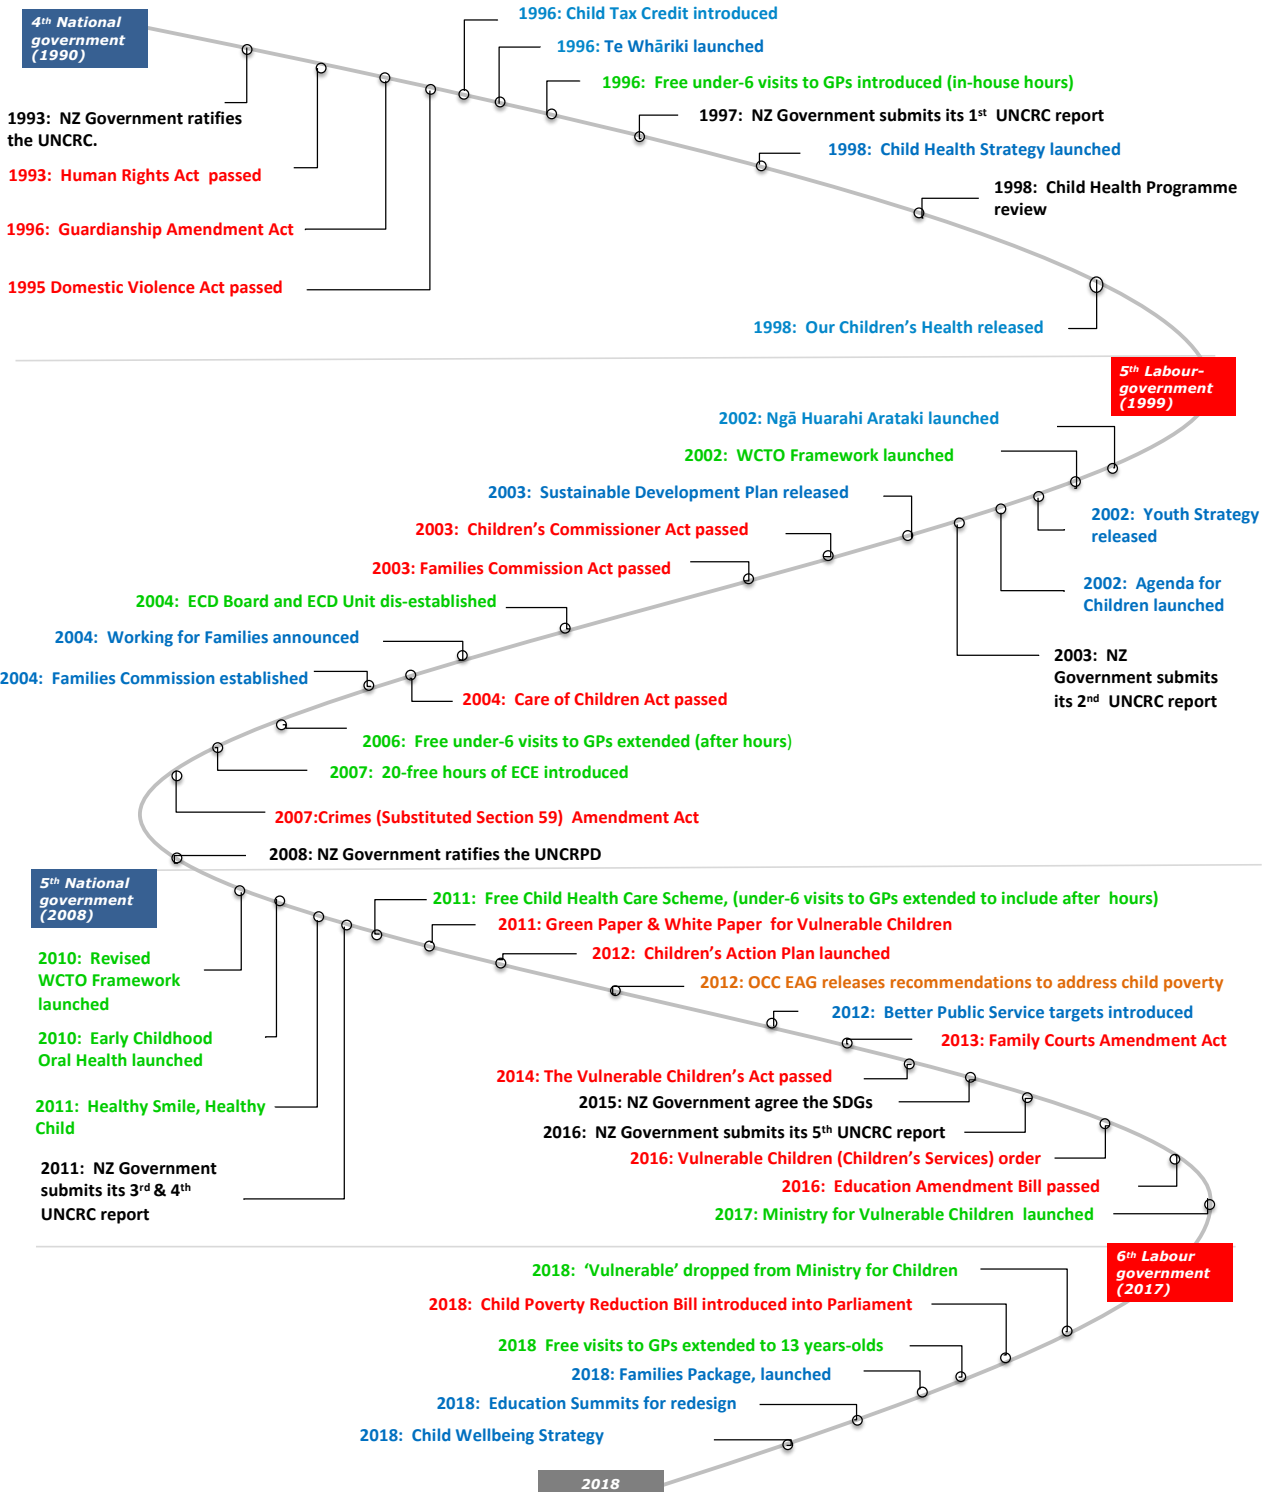 4th National
government
(1990)
1996: Child Tax Credit introduced
1996: Te Whāriki launched
1996:  Free under-6 visits to GPs introduced (in-house hours)
1993:  NZ Government ratifies
the UNCRC.
1997:  NZ Government submits its 1st  UNCRC report
1998:  Child Health Strategy launched
1993:  Human Rights Act  passed
1998:  Child Health Programme
review
1996:  Guardianship Amendment Act
1995 Domestic Violence Act passed
1998:  Our Children's Health released
5th Labour-
government
(1999)
2002: Ngā Huarahi Arataki launched
2002:  WCTO Framework launched
2003:  Sustainable Development Plan released
2002:  Youth Strategy
released
2003:  Children's Commissioner Act passed
2003: Families Commission Act passed
2002:  Agenda for
Children launched
2004:  ECD Board and ECD Unit dis-established
2004:  Working for Families announced
2003:  NZ
Government submits
its 2nd  UNCRC report
2004:  Families Commission established
2004:  Care of Children Act passed
2006:  Free under-6 visits to GPs extended (after hours)
2007:  20-free hours of ECE introduced
2007:Crimes (Substituted Section 59)  Amendment Act
2008: NZ Government ratifies the UNCRPD
5th National
government
(2008)
2011:  Free Child Health Care Scheme, (under-6 visits to GPs extended to include after  hours)
2011: Green Paper & White Paper  for Vulnerable Children
2012:  Children's Action Plan launched
2010:  Revised
WCTO Framework
launched
2012: OCC EAG releases recommendations to address child poverty
2012:  Better Public Service targets introduced
2010:  Early Childhood
Oral Health launched
2013: Family Courts Amendment Act
2014: The Vulnerable Children's Act passed
2015: NZ Government agree the SDGs
2011:  Healthy Smile, Healthy
Child
2016:  NZ Government submits its 5th UNCRC report
2016: Vulnerable Children (Children's Services) order
2011:  NZ Government
submits its 3rd & 4th
UNCRC report
2016: Education Amendment Bill passed
2017: Ministry for Vulnerable Children  launched
6th Labour
government
(2017)
2018:  'Vulnerable' dropped from Ministry for Children
2018:  Child Poverty Reduction Bill introduced into Parliament
2018  Free visits to GPs extended to 13 years-olds
2018: Families Package, launched
2018:  Education Summits for redesign
2018:  Child Wellbeing Strategy
2018